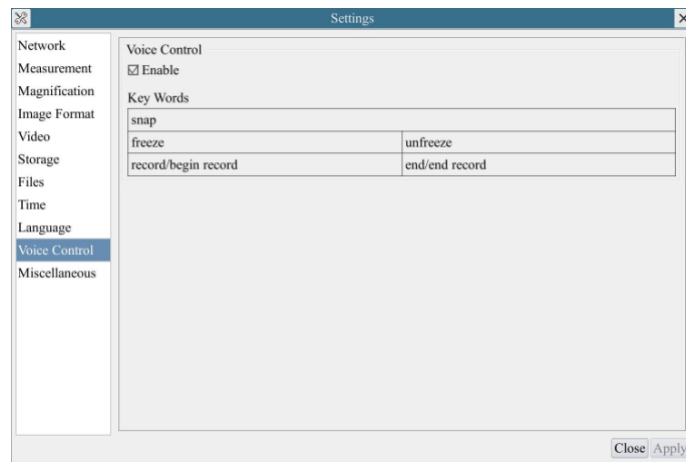 Settings
Network
Measurement
Magnification
Image Format
Video
Storage
Files
Time
Language
Voice Control
Miscellaneous
Voice Control
Enable
Key Words
snap
freeze unfreeze
record/begin record end/end record
Close Apply